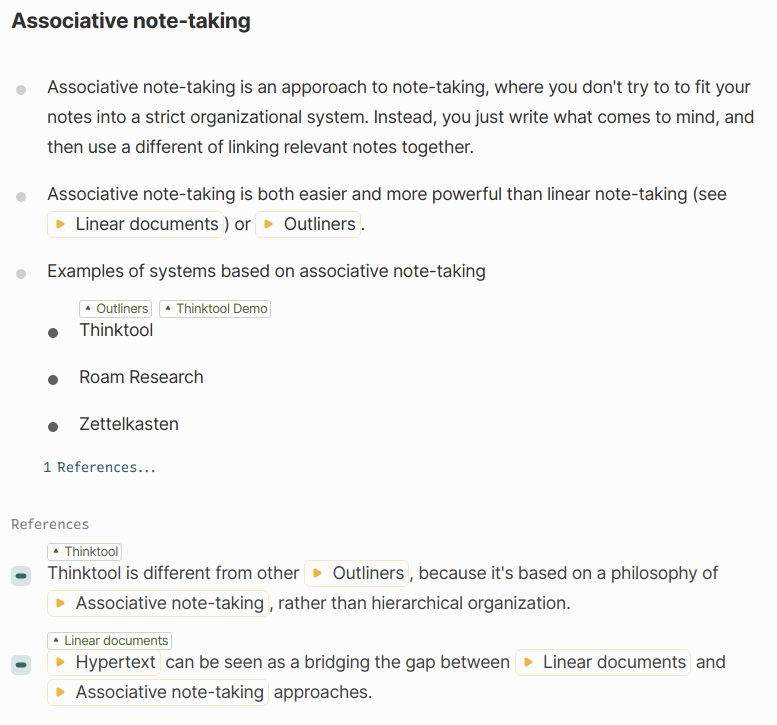 Associative note-taking
Associative note-taking is an apporoach to note-taking, where you don't try to to fit your
notes into a strict organizational system. Instead, you just write what comes to mind, and
then use a different of linking relevant notes together.
Associative note-taking is both easier and more powerful than linear note-taking (see
Linear documents) or Outliners.
Examples of systems based on associative note-taking
Outliners Thinktool Demo
Thinktool
Roam Research
Zettelkasten
1 References...
References
Thinktool
Thinktool is different from other Outliners, because it's based on a philosophy of
Associative note-taking, rather than hierarchical organization.
Linear documents
Hypertext can be seen as a bridging the gap between Linear documents and
Associative note-taking approaches.